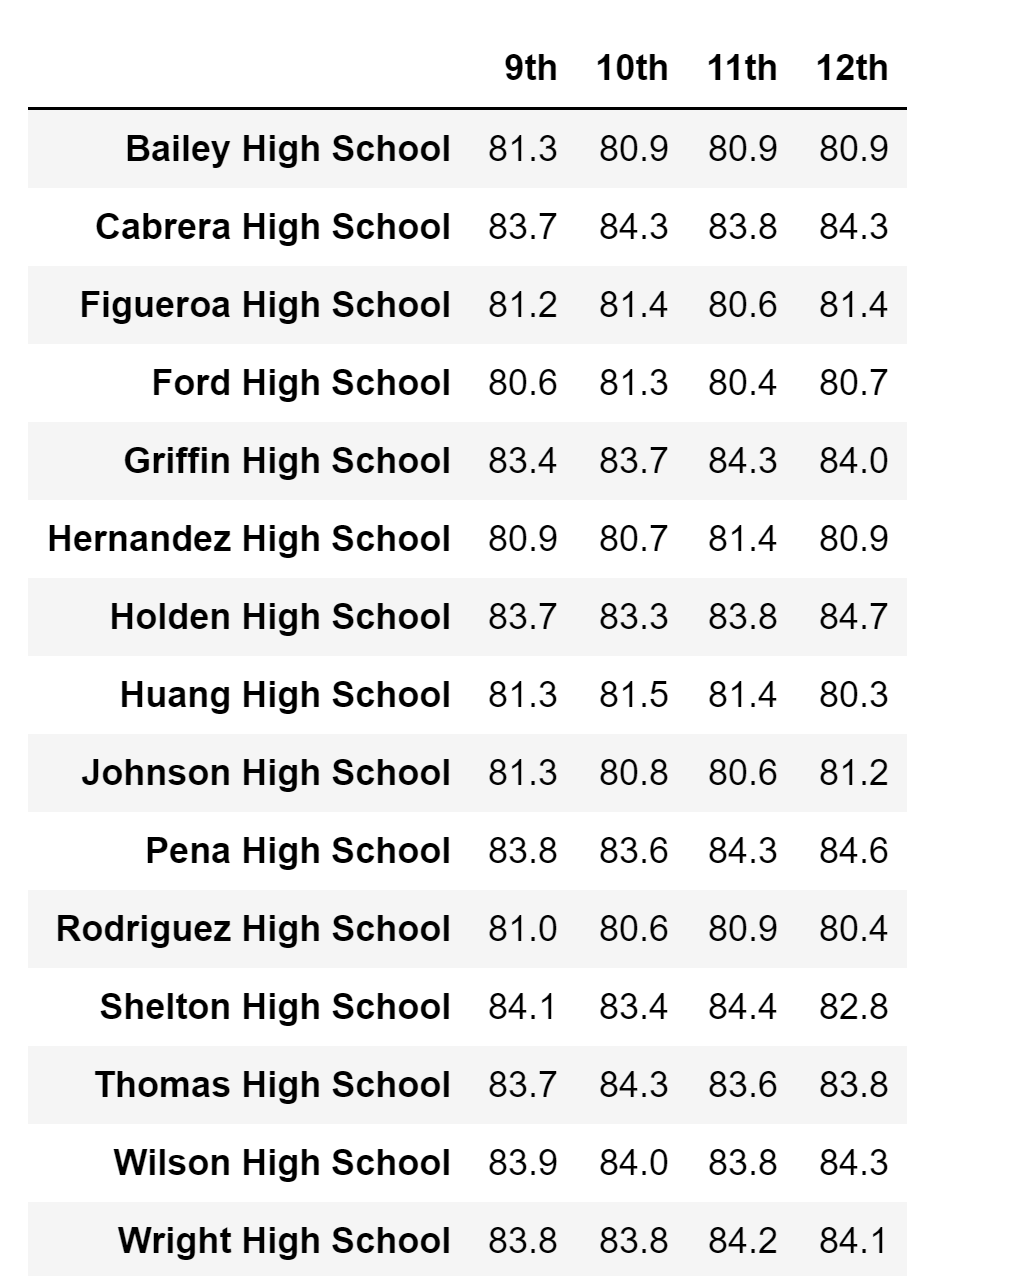 9th 10th 11th 12th
Bailey High School 81.3 80.9 80.9 80.9
Cabrera High School 83.7 84.3 83.8 84.3
Figueroa High School 81.2 81.4 80.6 81.4
Ford High School 80.6 81.3 80.4 80.7
Griffin High School 83.4 83.7 84.3 84.0
Hernandez High School 80.9 80.7 81.4 80.9
Holden High School 83.7 83.3 83.8 84.7
Huang High School 81.3 81.5 81.4 80.3
Johnson High School 81.3 80.8 80.6 81.2
Pena High School 83.8 83.6 84.3 84.6
Rodriguez High School 81.0 80.6 80.9 80.4
Shelton High School 84.1 83.4 84.4 82.8
Thomas High School 83.7 84.3 83.6 83.8
Wilson High School 83.9 84.0 83.8 84.3
Wright High School 83.8 83.8 84.2 84.1